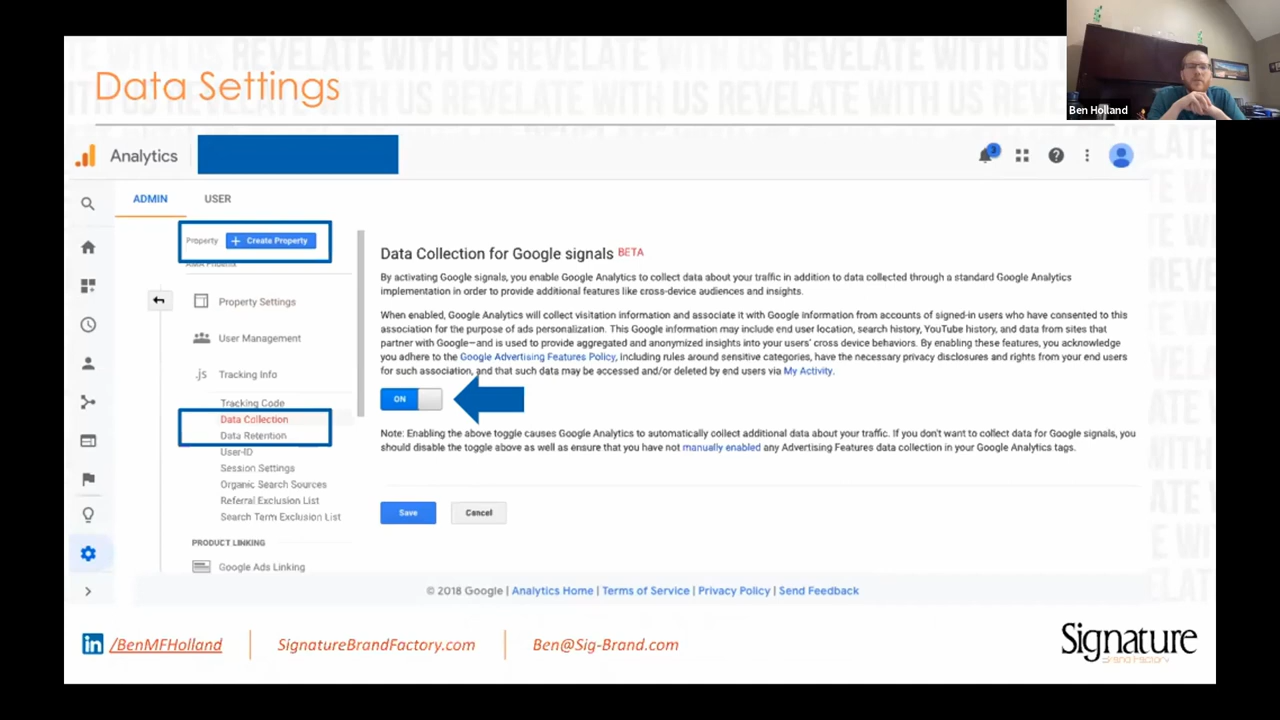 REVELATE WITH US REVELATE WITH US REVELATE WITH US
Data Settings
Ben Holland
Analytics
3
ADMIN
USER
Property
+ Create Property
Property Settings
User Management
.js Tracking Info
Tracking Code
Data Collection
Data Retention
User-ID
Session Settings
Organic Search Sources
Referral Exclusion List
Search Term Exclusion List
PRODUCT LINKING
Google Ads Linking
Data Collection for Google signals BETA
By activating Google signals, you enable Google Analytics to collect data about your traffic in addition to data collected through a standard Google Analytics
implementation in order to provide additional features like cross-device audiences and insights.
When enabled, Google Analytics will collect visitation information and associate it with Google information from accounts of signed-in users who have consented to this
association for the purpose of ads personalization. This Google information may include end user location, search history, YouTube history, and data from sites that
partner with Google—and is used to provide aggregated and anonymized insights into your users' cross device behaviors. By enabling these features, you acknowledge
you adhere to the Google Advertising Features Policy, including rules around sensitive categories, have the necessary privacy disclosures and rights from your end users
for such association, and that such data may be accessed and/or deleted by end users via My Activity.
ON
Note: Enabling the above toggle causes Google Analytics to automatically collect additional data about your traffic. If you don't want to collect data for Google signals, you
should disable the toggle above as well as ensure that you have not manually enabled any Advertising Features data collection in your Google Analytics tags.
Save
Cancel
© 2018 Google | Analytics Home | Terms of Service | Privacy Policy | Send Feedback
in /BenMFHolland
SignatureBrandFactory.com
Ben@Sig-Brand.com
Signature
Brand Factory